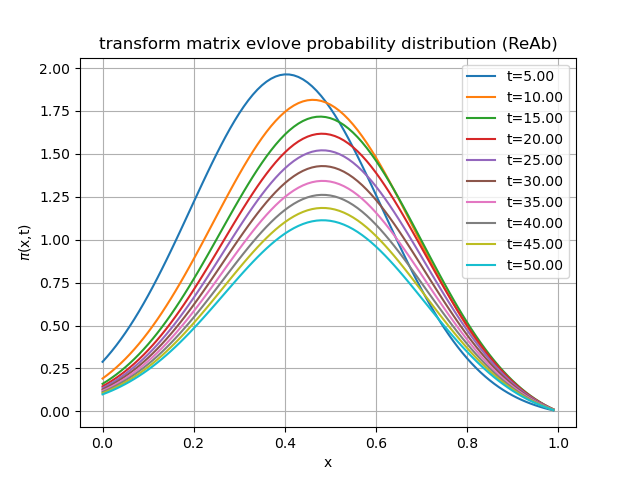 transform matrix evlove probability distribution (ReAb)
2.00
1.75
1.50
1.25
1.00
0.75
0.50
0.25
0.00
π(x,t)
t=5.00
t=10.00
t=15.00
t=20.00
t=25.00
t=30.00
t=35.00
t=40.00
t=45.00
t=50.00
0.0 0.2 0.4 0.6 0.8 1.0
x